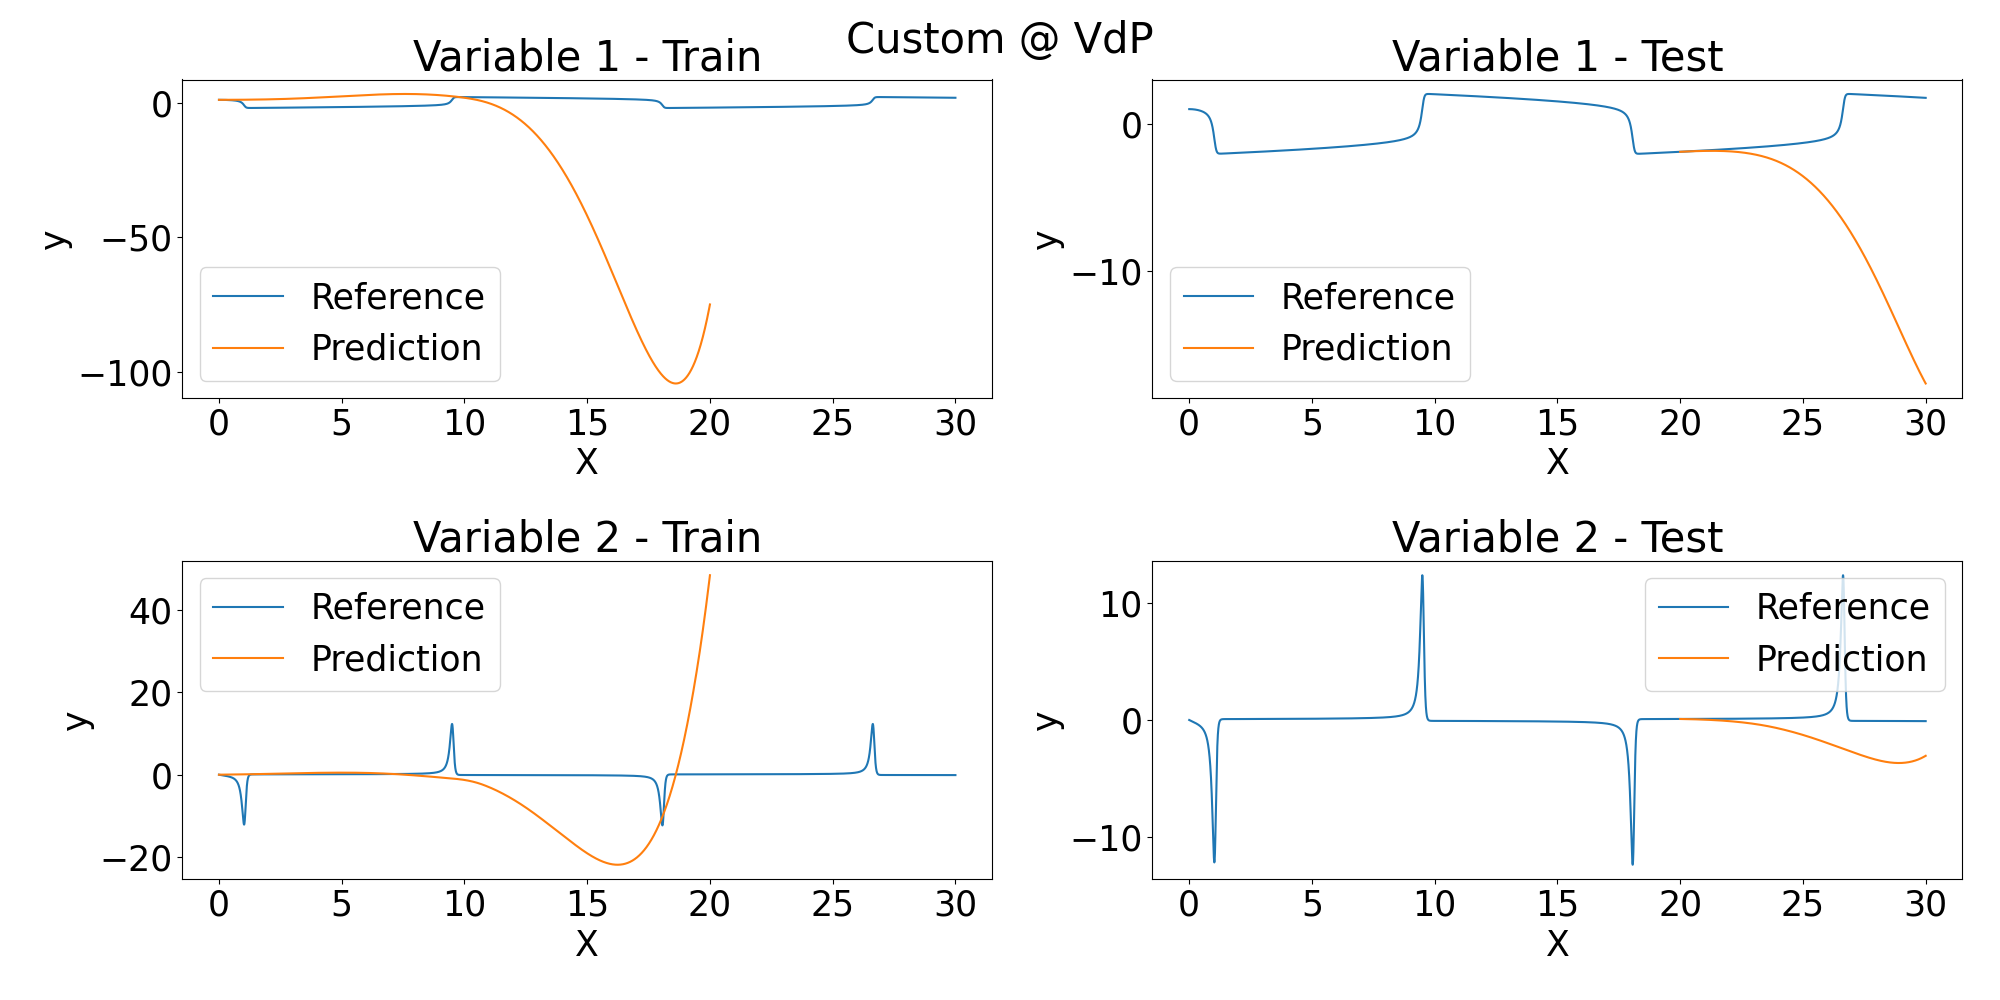 Custom @ VdP
Variable 1 - Train
0
−50
−100
y
Reference
Prediction
0 5 10 15 20 25 30
X
Variable 1 - Test
0
−10
y
Reference
Prediction
0 5 10 15 20 25 30
X
Variable 2 - Train
40
20
0
−20
y
Reference
Prediction
0 5 10 15 20 25 30
X
Variable 2 - Test
10
0
−10
y
Reference
Prediction
0 5 10 15 20 25 30
X